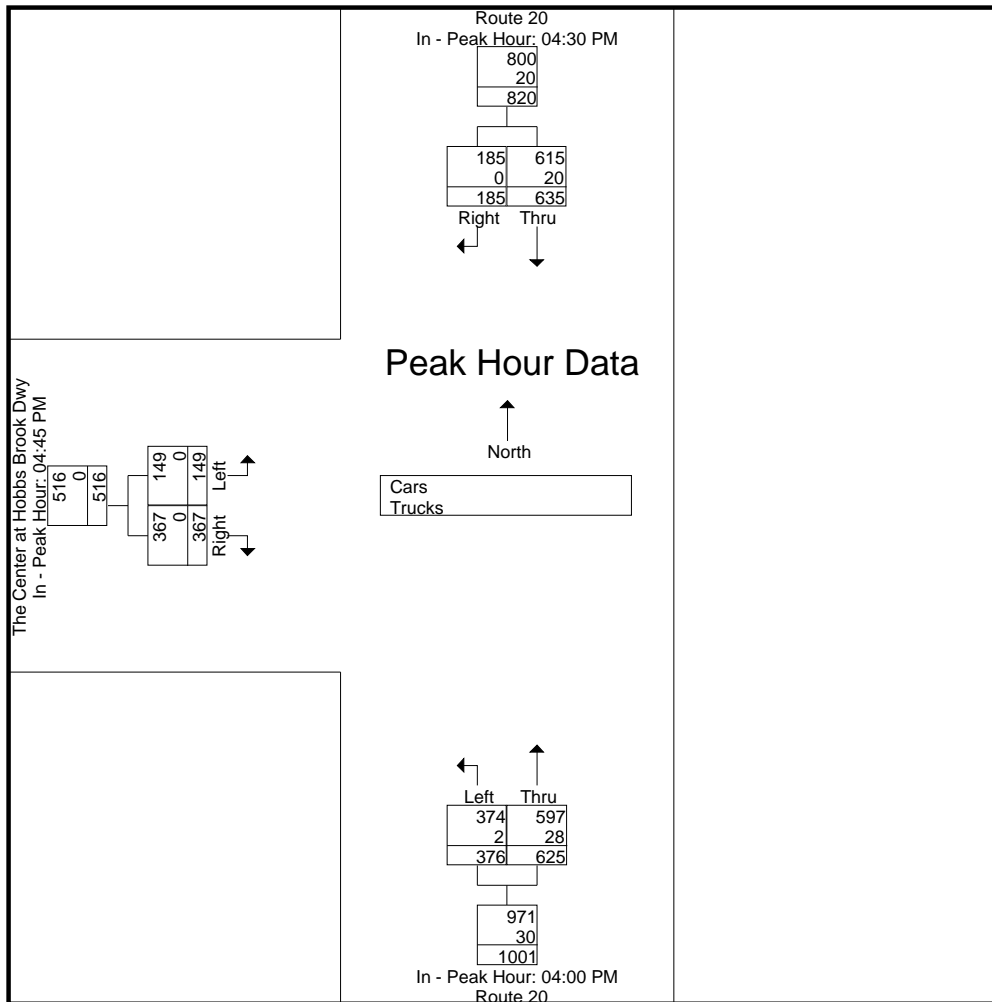 Route 20
In - Peak Hour: 04:30 PM
800
20
820
185 615
0 20
185 635
Right Thru
Peak Hour Data
North
Cars
Trucks
The Center at Hobbs Brook Dwy
In - Peak Hour: 04:45 PM
516
0
516
367 149
0 0
367 149
Right Left
Left Thru
374 597
2 28
376 625
971
30
1001
In - Peak Hour: 04:00 PM
Route 20